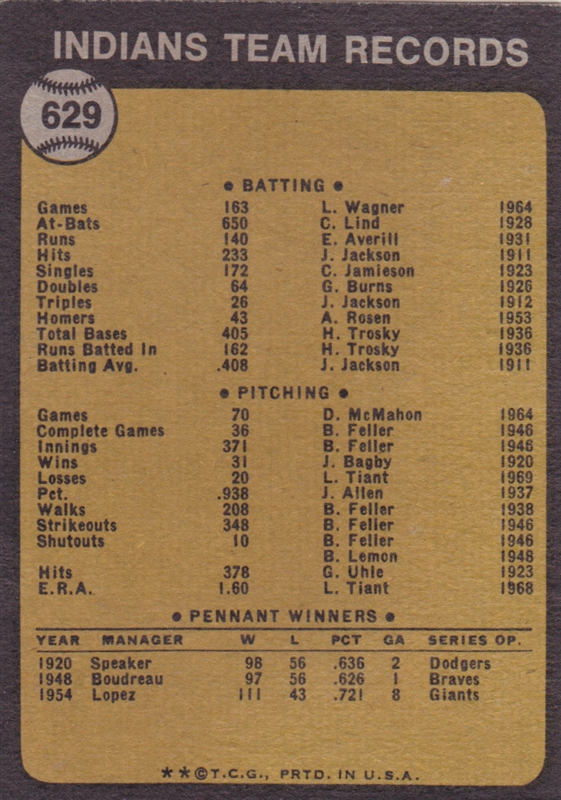 INDIANS TEAM RECORDS
629
• BATTING •
Games 163 L. Wagner 1964
At-Bats 650 C. Lind 1928
Runs 140 E. Averill 1931
Hits 233 J. Jackson 1911
Singles 172 C. Jamieson 1923
Doubles 64 G. Burns 1926
Triples 26 J. Jackson 1912
Homers 43 A. Rosen 1953
Total Bases 405 H. Trosky 1936
Runs Batted In 162 H. Trosky 1936
Batting Avg. .408 J. Jackson 1911
• PITCHING •
Games 70 D. McMahon 1964
Complete Games 36 B. Feller 1946
Innings 371 B. Feller 1946
Wins 31 J. Bagby 1920
Losses 20 L. Tiant 1969
Pct. .938 J. Allen 1937
Walks 208 B. Feller 1938
Strikeouts 348 B. Feller 1946
Shutouts 10 B. Feller 1946
B. Lemon 1948
Hits 378 G. Uhle 1923
E.R.A. 1.60 L. Tiant 1968
• PENNANT WINNERS •
YEAR MANAGER W L PCT GA SERIES OP.
1920 Speaker 98 56 .636 2 Dodgers
1948 Boudreau 97 56 .626 1 Braves
1954 Lopez 111 43 .721 8 Giants
**©T.C.G., PRTD. IN U.S.A.